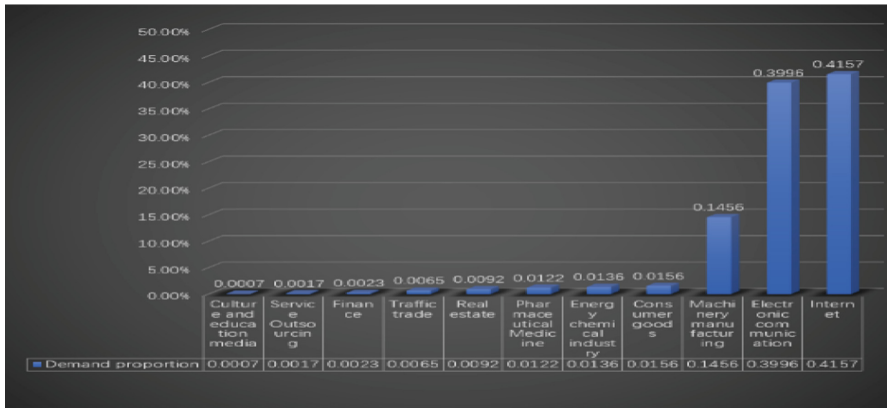 50.00%
45.00%
40.00%
35.00%
30.00%
25.00%
20.00%
15.00%
10.00%
5.00%
0.00%
0.0007 0.0017 0.0023 0.0065 0.0092 0.0122 0.0136 0.0156 0.1456 0.3996 0.4157
Cultur
e and
educa
tion
media
Servic
e
Outso
urcin
g
Finan
ce
Traffic
trade
Real
estate
Phar
mace
utical
Medic
ine
Energ
y
chemi
cal
indust
ry
Cons
umer
good
s
Machi
nery
manu
factur
ing
Electr
onic
com
munic
ation
Intern
et
Demand proportion 0.0007 0.0017 0.0023 0.0065 0.0092 0.0122 0.0136 0.0156 0.1456 0.3996 0.4157